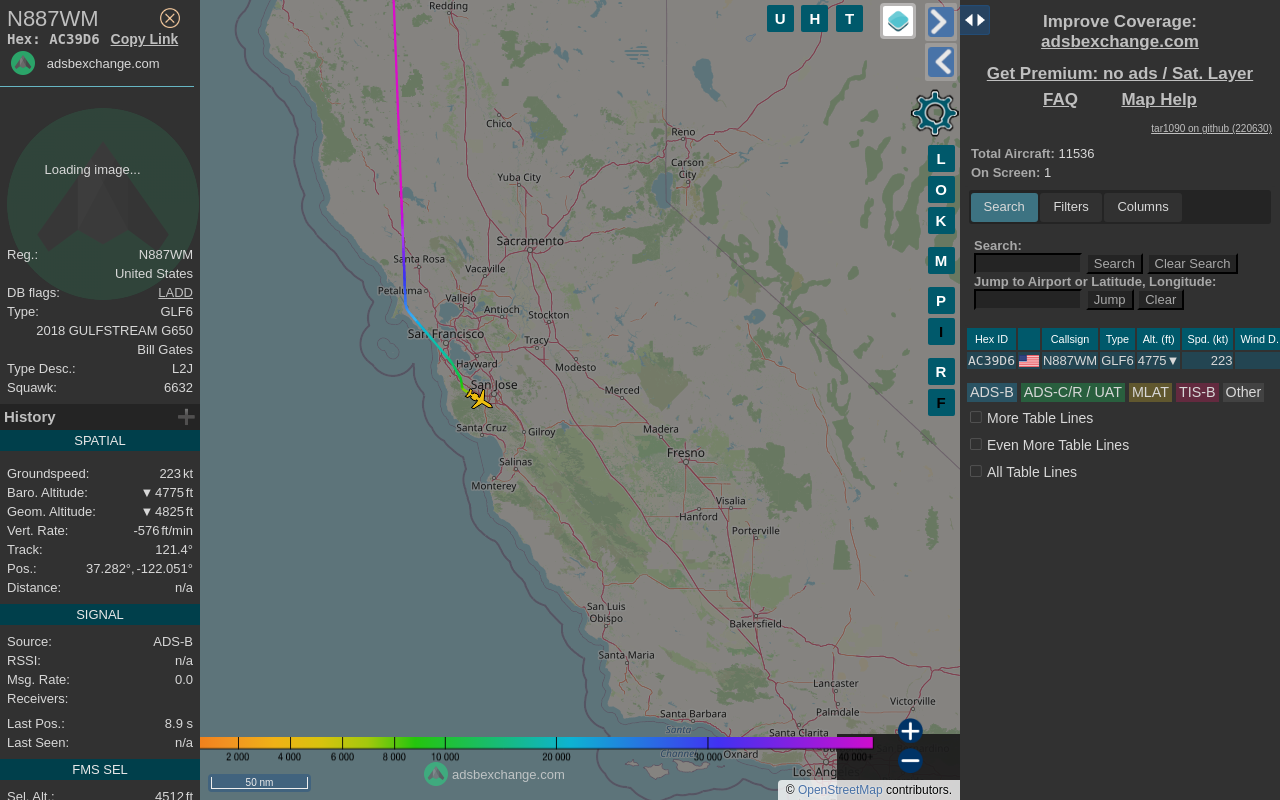 N887WM
Hex: AC39D6 Copy Link
adsbexchange.com
Loading image...
Reg.: N887WM
United States
DB flags: LADD
Type: GLF6
2018 GULFSTREAM G650
Bill Gates
Type Desc.: L2J
Squawk: 6632
History
SPATIAL
Groundspeed: 223 kt
Baro. Altitude: ▼ 4775 ft
Geom. Altitude: ▼ 4825 ft
Vert. Rate: -576 ft/min
Track: 121.4°
Pos.: 37.282°, -122.051°
Distance: n/a
SIGNAL
Source: ADS-B
RSSI: n/a
Msg. Rate: 0.0
Receivers:
Last Pos.: 8.9 s
Last Seen: n/a
FMS SEL
Sel. Alt.: 4512 ft
Redding
Chico
Reno
Carson
City
Yuba City
Sacramento
Santa Rosa
Vacaville
Petaluma
Vallejo
Antioch
Stockton
San Francisco
Tracy
Hayward
Modesto
San Jose
Merced
Santa Cruz
Gilroy
Madera
Fresno
Salinas
Monterey
Visalia
Hanford
Porterville
San Luis
Obispo
Bakersfield
Santa Maria
Lancaster
Victorville
Palmdale
Santa Barbara
Santa
Channel
Santa Clarita
Oxnard
Los Angeles
U H T
L
O
K
M
P
I
R
F
2 000 4 000 6 000 8 000 10 000 20 000 30 000 40 000+
adsbexchange.com
50 nm
© OpenStreetMap contributors.
Improve Coverage:
adsbexchange.com
Get Premium: no ads / Sat. Layer
FAQ Map Help
tar1090 on github (220630)
Total Aircraft: 11536
On Screen: 1
Search Filters Columns
Search:
Search Clear Search
Jump to Airport or Latitude, Longitude:
Jump Clear
Hex ID Callsign Type Alt. (ft) Spd. (kt) Wind D.
AC39D6 N887WM GLF6 4775▼ 223
ADS-B ADS-C/R / UAT MLAT TIS-B Other
More Table Lines
Even More Table Lines
All Table Lines